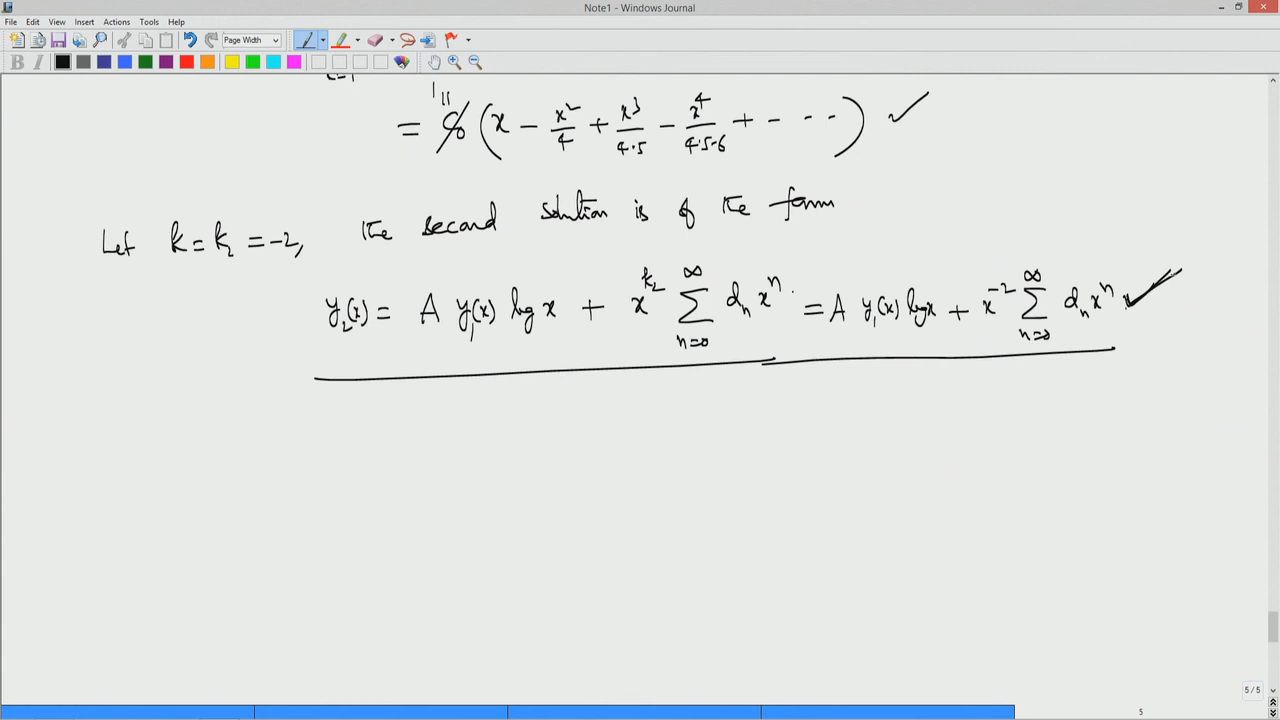 Note1 - Windows Journal
File Edit View Insert Actions Tools Help
Page Width
B I
= C₀ (x - x²/4 + x³/4·5 - x⁴/4·5·6 + - - - - ) ✓
Let k = k₂ = -2, the second solution is of the form
y₂(x) = A y₁(x) log x + x^k₂ ∑_{n=0}^∞ dₙ xⁿ. = A y₁(x) log x + x⁻² ∑_{n=0}^∞ dₙ xⁿ ✓
5 / 5
5